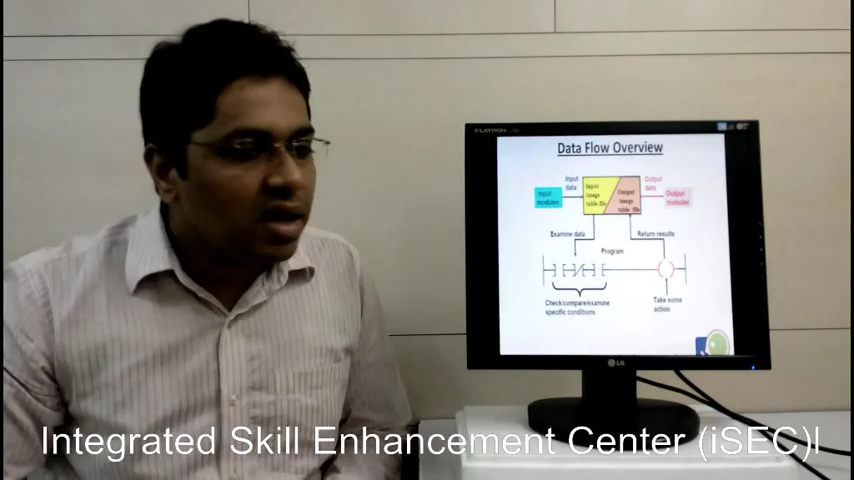 FLATRON
Data Flow Overview
Input
data
Output
data
Input
modules
Input
image
table file
Output
image
table file
Output
modules
Examine data
Return results
Program
Check/compare/examine
specific conditions
Take some
action
LG
Integrated Skill Enhancement Center (iSEC)|